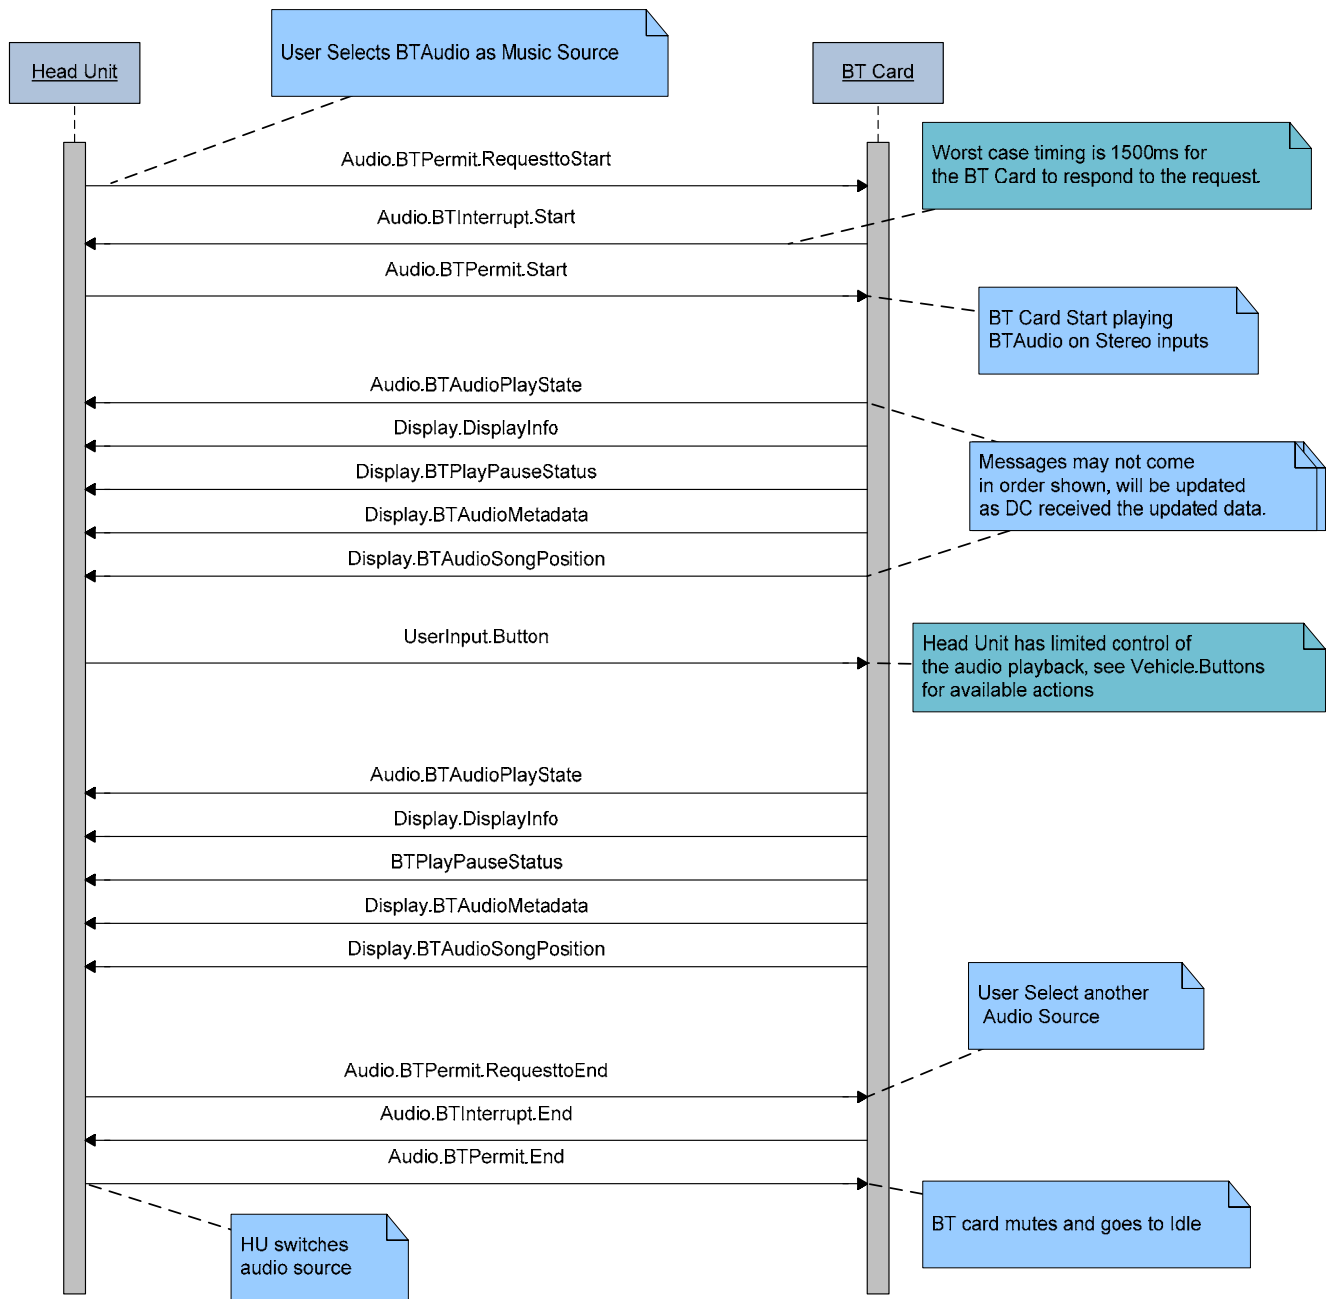 User Selects BTAudio as Music Source
Head Unit
BT Card
Audio.BTPermit.RequesttoStart
Worst case timing is 1500ms for
the BT Card to respond to the request.
Audio.BTInterrupt.Start
Audio.BTPermit.Start
BT Card Start playing
BTAudio on Stereo inputs
Audio.BTAudioPlayState
Display.DisplayInfo
Display.BTPlayPauseStatus
Messages may not come
in order shown, will be updated
as DC received the updated data.
Display.BTAudioMetadata
Display.BTAudioSongPosition
UserInput.Button
Head Unit has limited control of
the audio playback, see Vehicle.Buttons
for available actions
Audio.BTAudioPlayState
Display.DisplayInfo
BTPlayPauseStatus
Display.BTAudioMetadata
Display.BTAudioSongPosition
User Select another
Audio Source
Audio.BTPermit.RequesttoEnd
Audio.BTInterrupt.End
Audio.BTPermit.End
BT card mutes and goes to Idle
HU switches
audio source